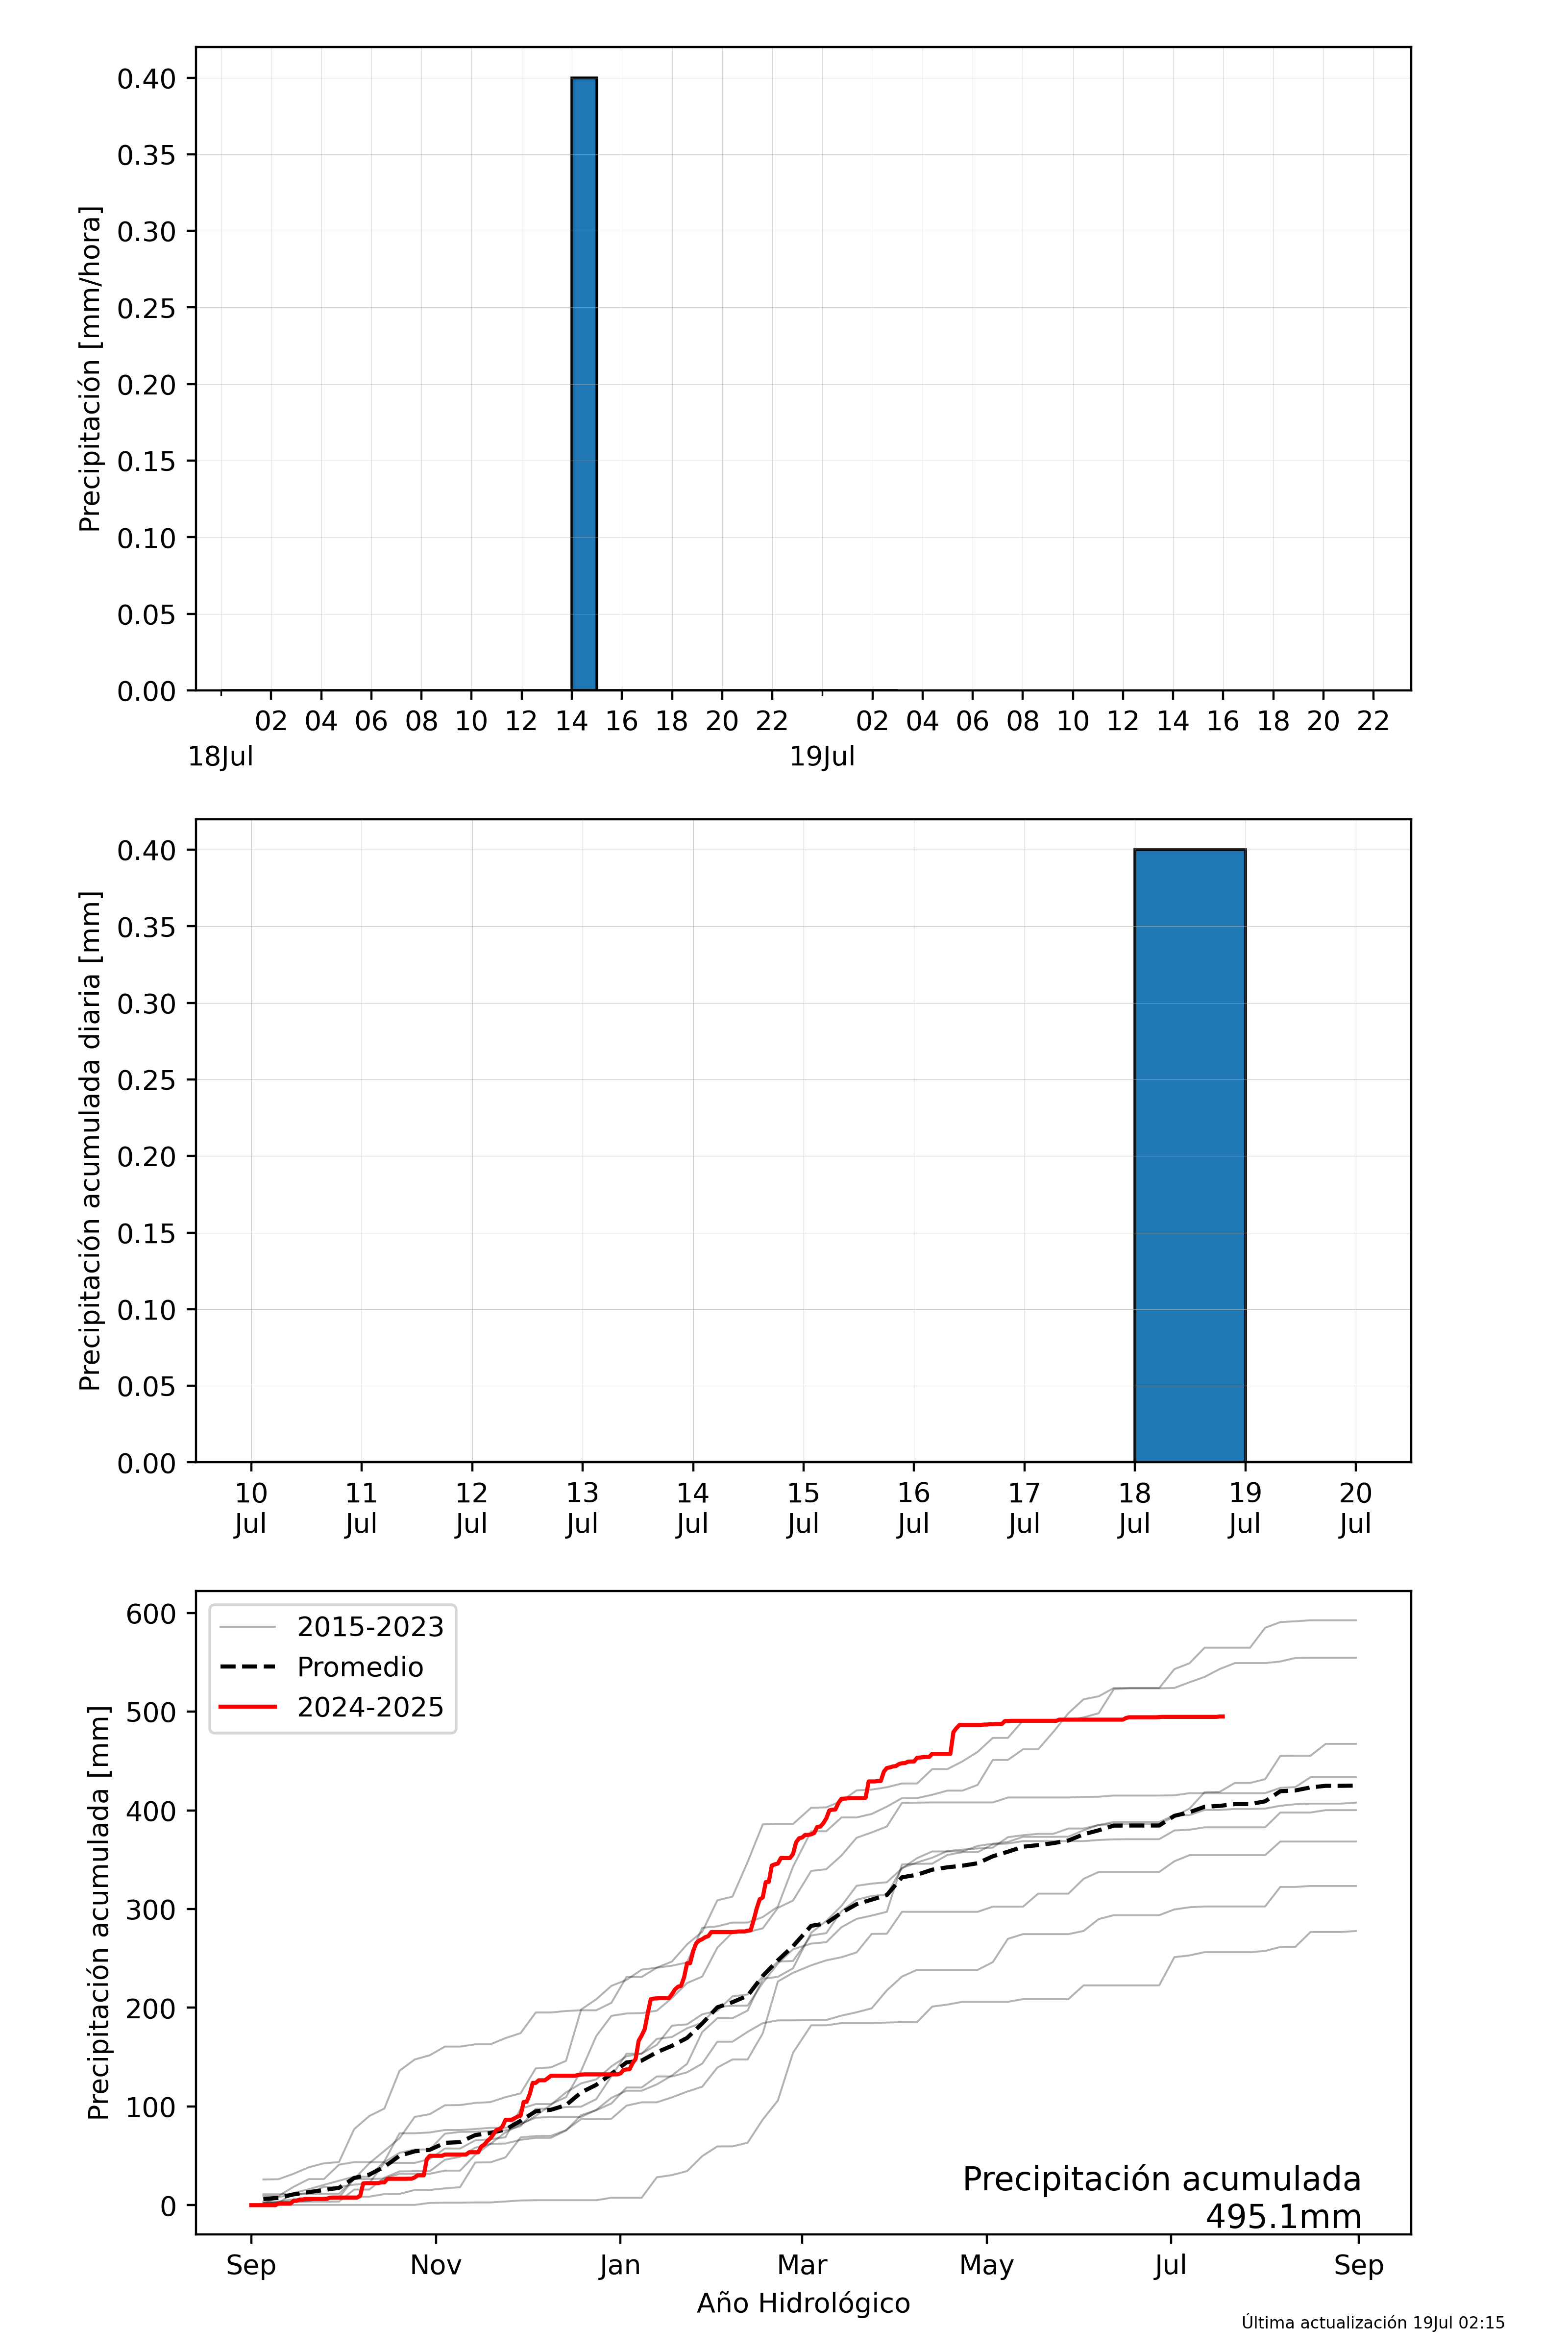 Precipitación [mm/hora]
0.40
0.35
0.30
0.25
0.20
0.15
0.10
0.05
0.00
02 04 06 08 10 12 14 16 18 20 22 02 04 06 08 10 12 14 16 18 20 22
18Jul 19Jul
Precipitación acumulada diaria [mm]
0.40
0.35
0.30
0.25
0.20
0.15
0.10
0.05
0.00
10 11 12 13 14 15 16 17 18 19 20
Jul Jul Jul Jul Jul Jul Jul Jul Jul Jul Jul
Precipitación acumulada [mm]
600
500
400
300
200
100
0
2015-2023
Promedio
2024-2025
Precipitación acumulada
495.1mm
Sep Nov Jan Mar May Jul Sep
Año Hidrológico
Última actualización 19Jul 02:15